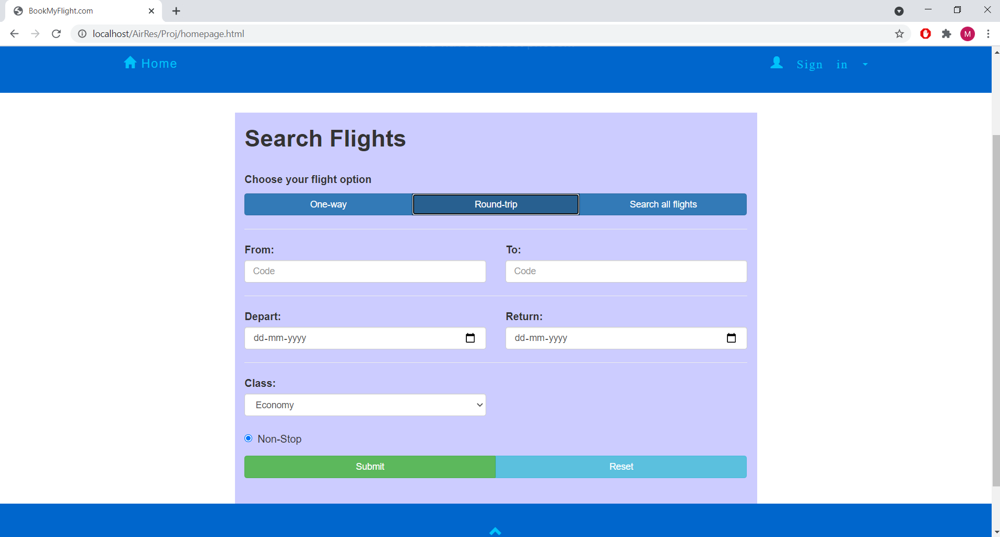 BookMyFlight.com
localhost/AirRes/Proj/homepage.html
M
Home
Sign in
Search Flights
Choose your flight option
One-way Round-trip Search all flights
From: To:
Code Code
Depart: Return:
dd-mm-yyyy dd-mm-yyyy
Class:
Economy
Non-Stop
Submit Reset